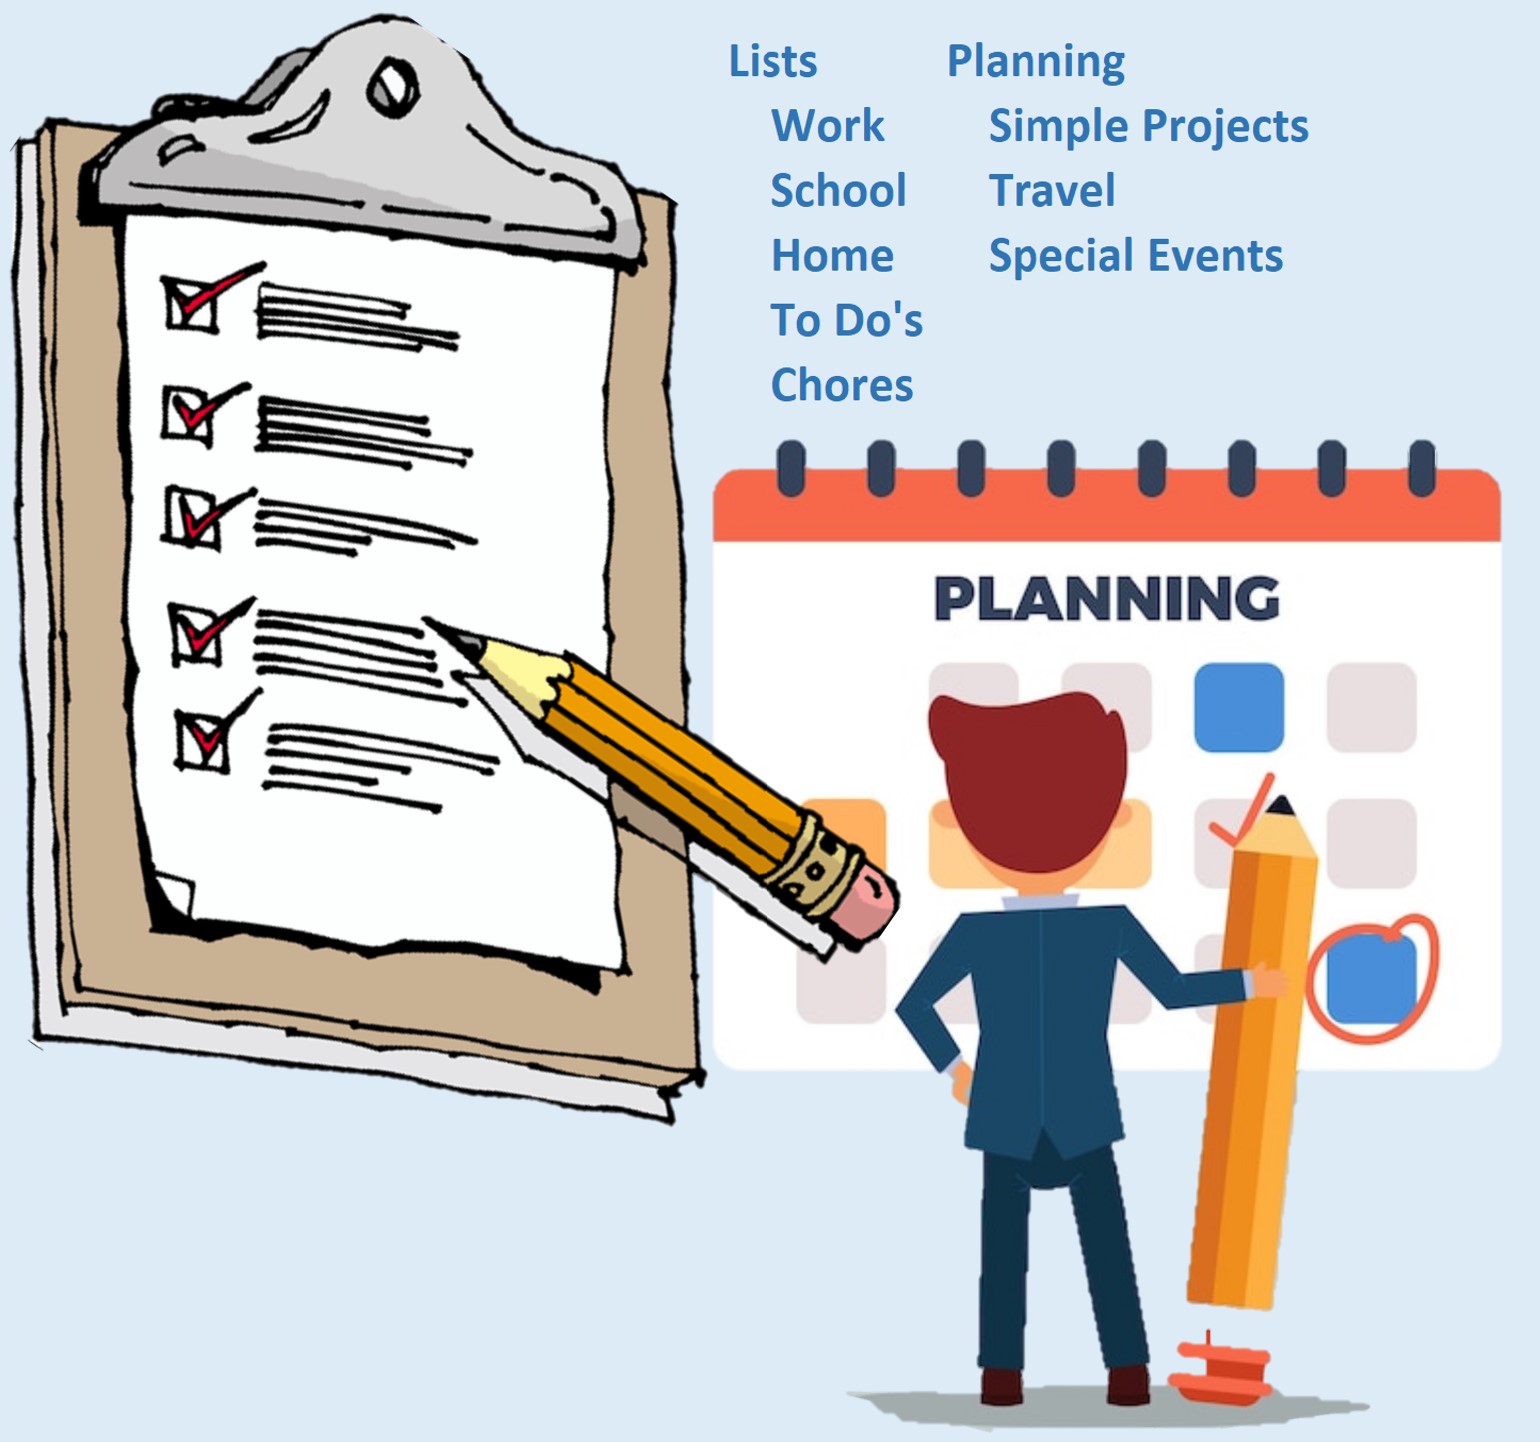 Lists
Work
School
Home
To Do's
Chores
Planning
Simple Projects
Travel
Special Events
PLANNING